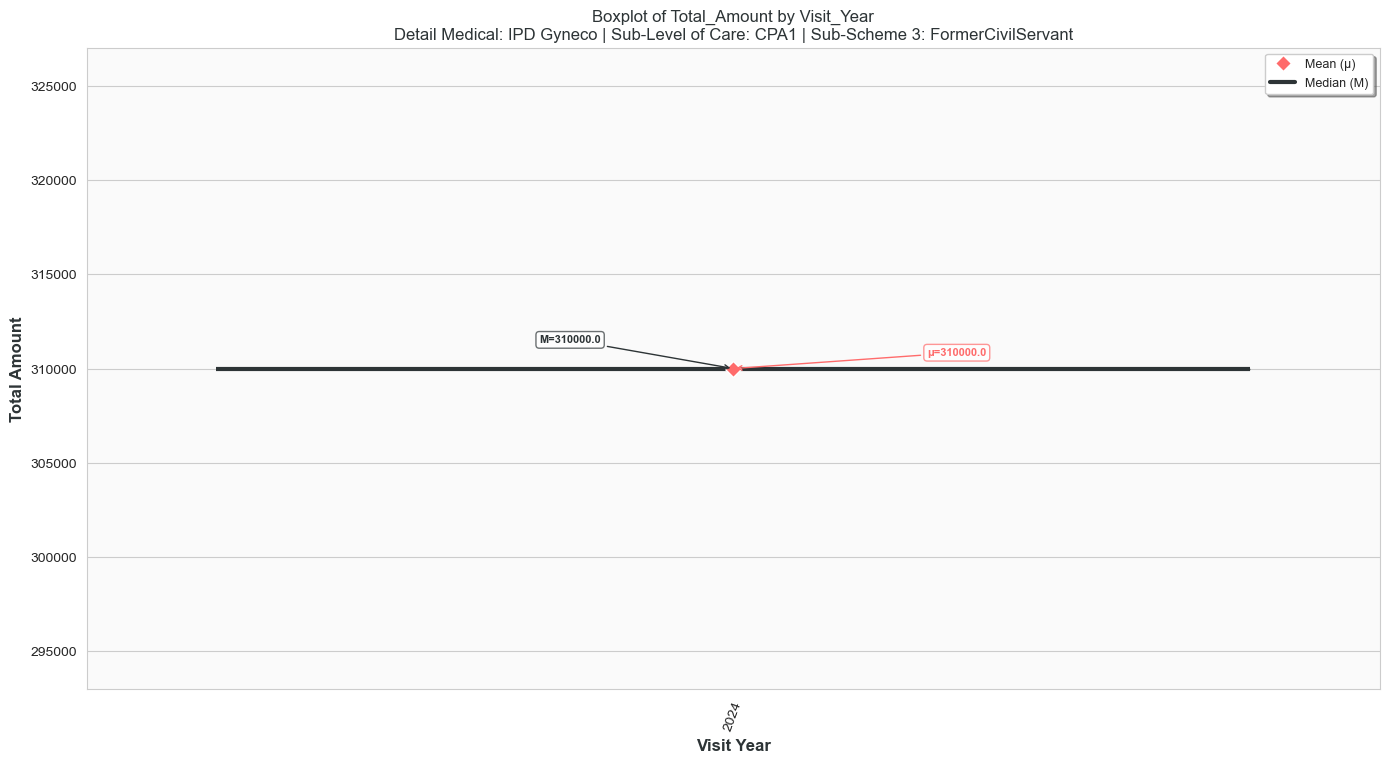 Boxplot of Total_Amount by Visit_Year
Detail Medical: IPD Gyneco | Sub-Level of Care: CPA1 | Sub-Scheme 3: FormerCivilServant
Mean (μ)
Median (M)
325000
320000
315000
310000
305000
300000
295000
Total Amount
M=310000.0
μ=310000.0
2024
Visit Year